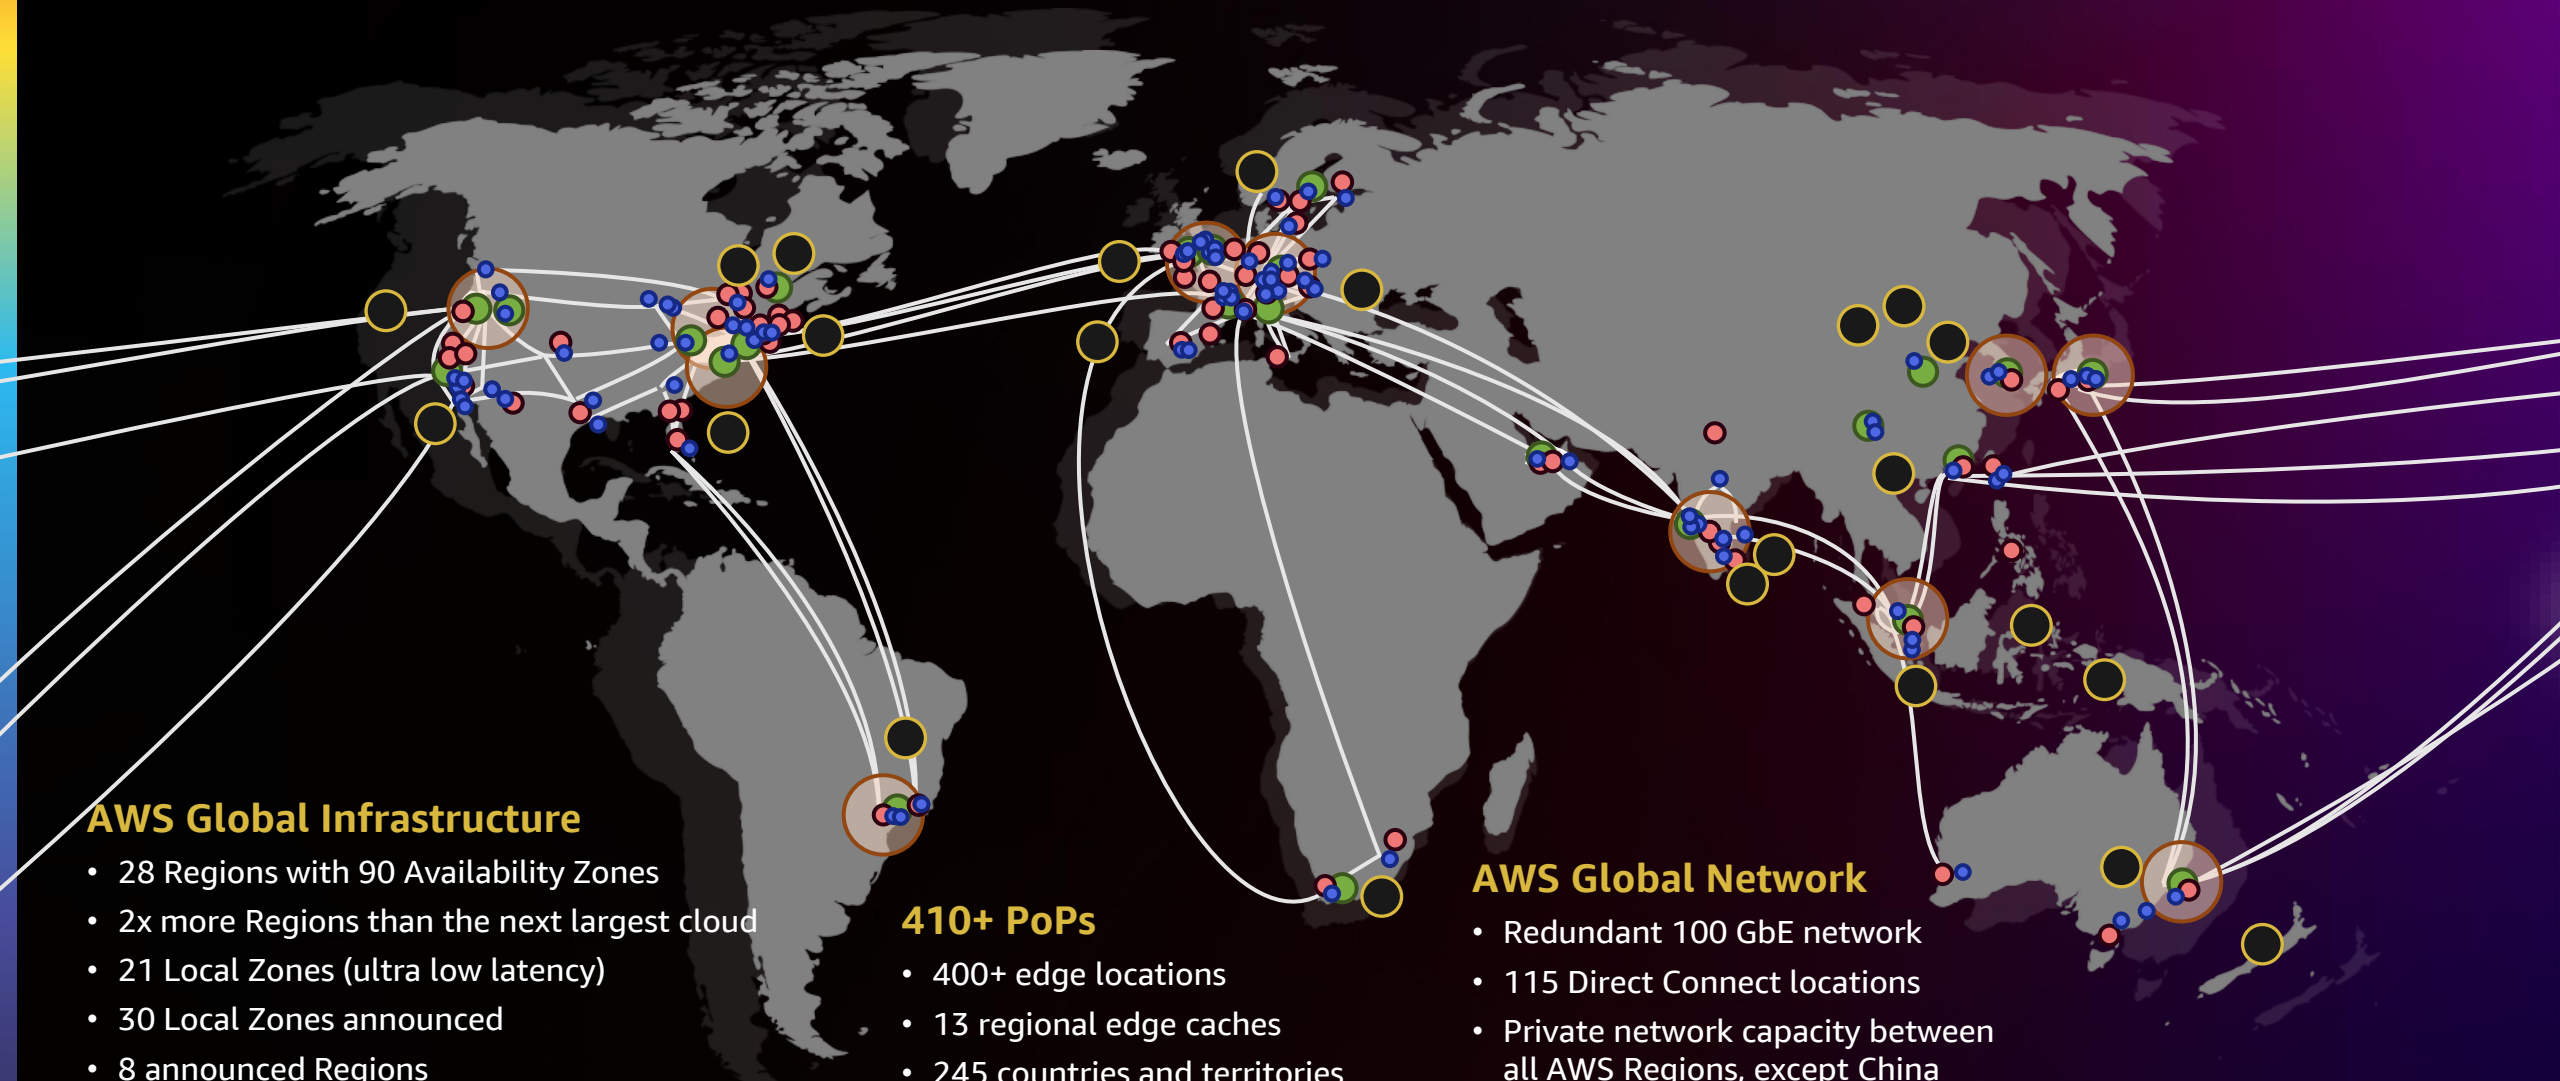 AWS Global Infrastructure
• 28 Regions with 90 Availability Zones
• 2x more Regions than the next largest cloud
• 21 Local Zones (ultra low latency)
• 30 Local Zones announced
• 8 announced Regions
410+ PoPs
• 400+ edge locations
• 13 regional edge caches
• 245 countries and territories
AWS Global Network
• Redundant 100 GbE network
• 115 Direct Connect locations
• Private network capacity between
all AWS Regions, except China